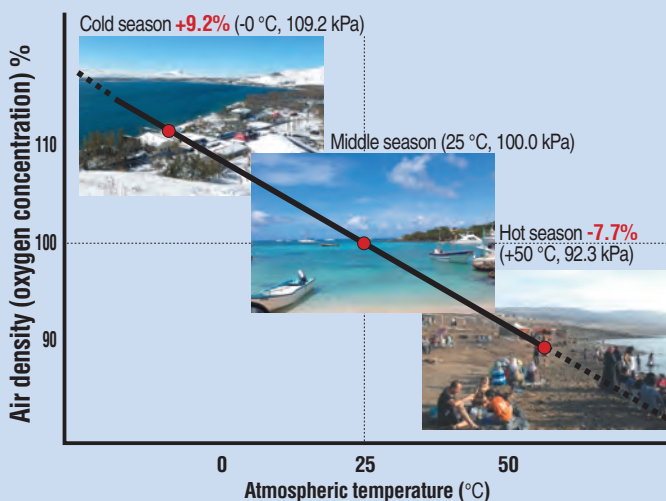 Cold season +9.2% (-0 °C, 109.2 kPa)
Air density (oxygen concentration) %
110
Middle season (25 °C, 100.0 kPa)
100
Hot season -7.7%
(+50 °C, 92.3 kPa)
90
0
25
50
Atmospheric temperature (°C)